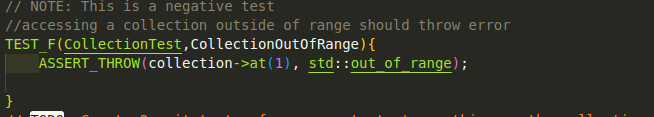 // NOTE: This is a negative test
//accessing a collection outside of range should throw error
TEST_F(CollectionTest,CollectionOutOfRange){
    ASSERT_THROW(collection->at(1), std::out_of_range);
}